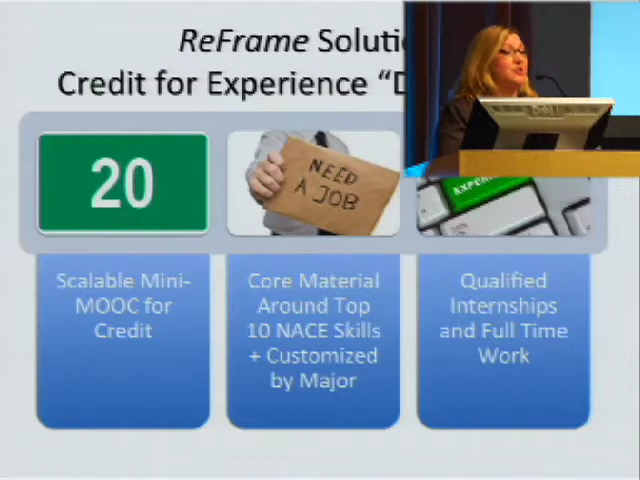 ReFrame Soluti
Credit for Experience “D
20
NEED
A JOB
EXPER
Scalable Mini-
MOOC for
Credit
Core Material
Around Top
10 NACE Skills
+ Customized
by Major
Qualified
Internships
and Full Time
Work